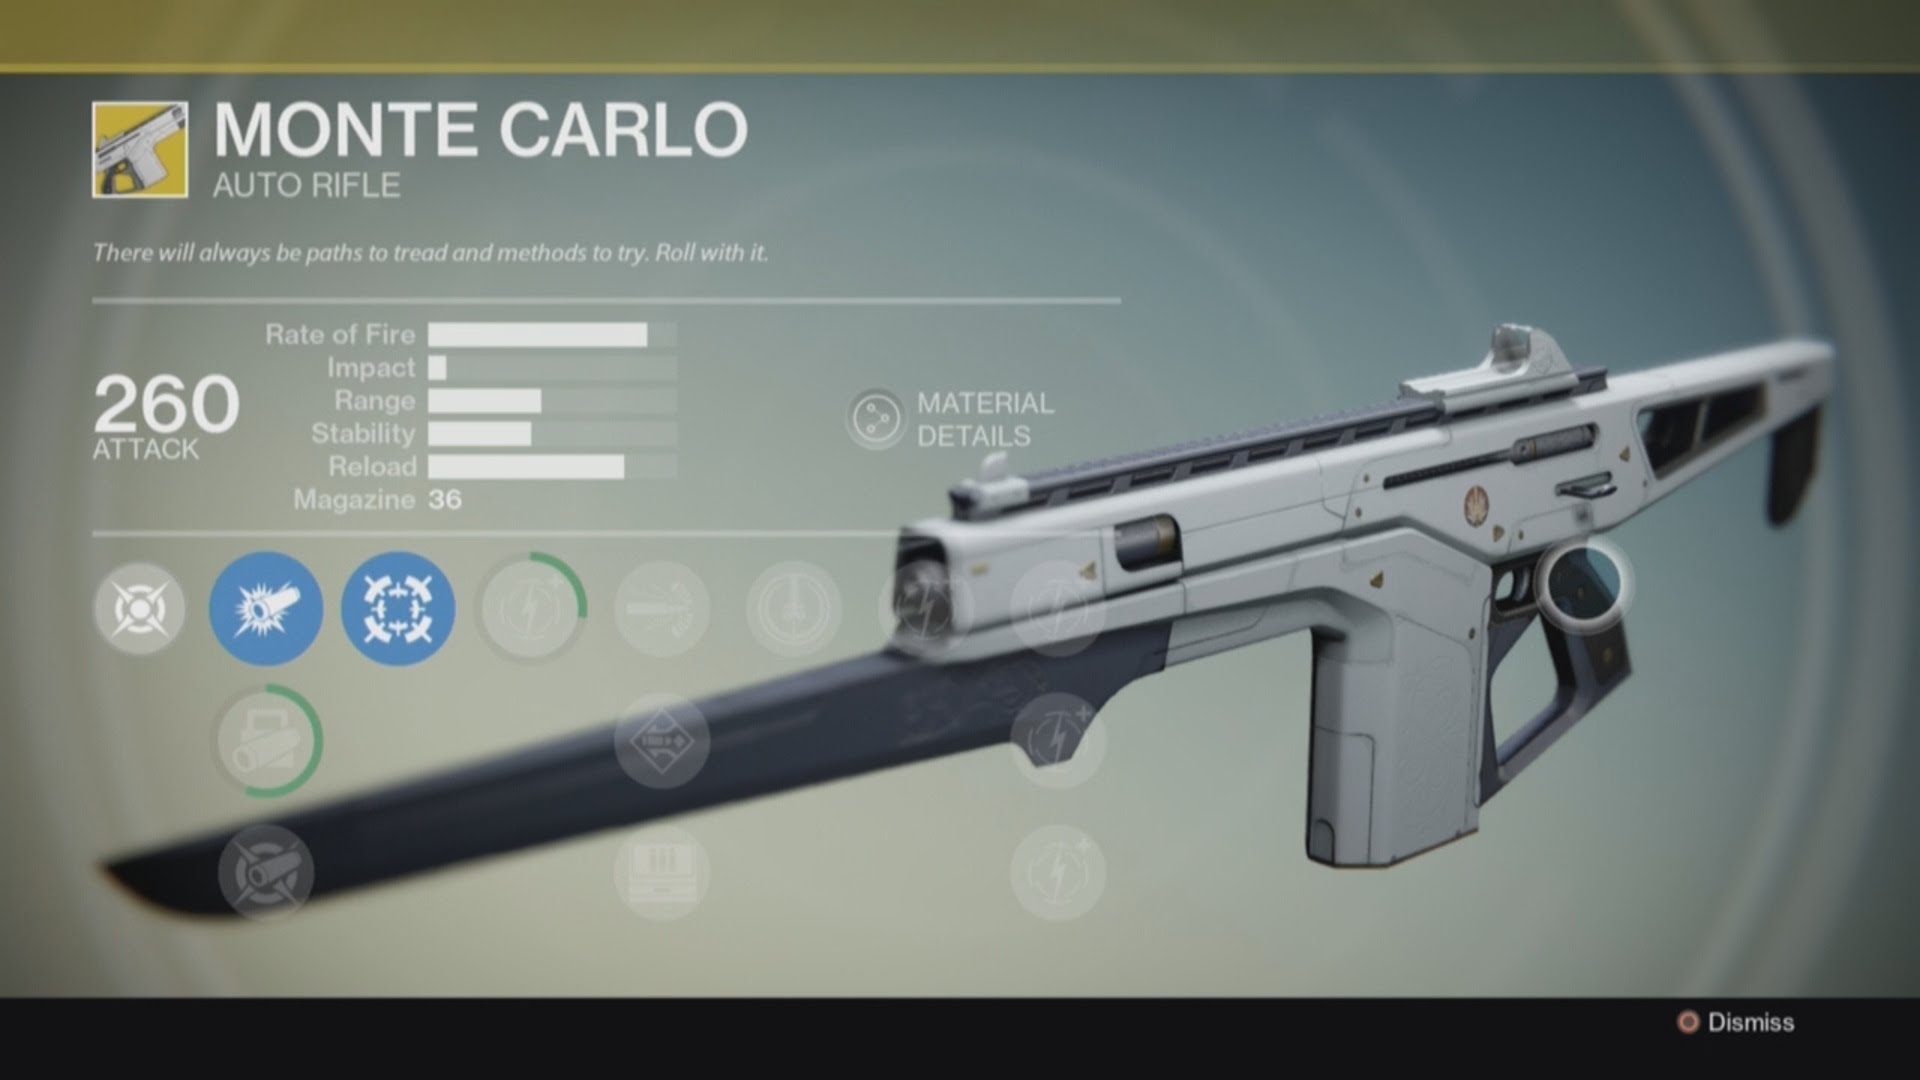 MONTE CARLO
AUTO RIFLE
There will always be paths to tread and methods to try. Roll with it.
260
ATTACK
Rate of Fire
Impact
Range
Stability
Reload
Magazine 36
MATERIAL
DETAILS
Dismiss